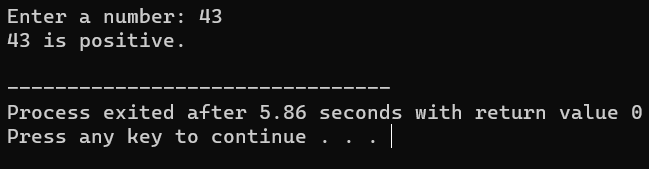 Enter a number: 43
43 is positive.
--------------------------------
Process exited after 5.86 seconds with return value 0
Press any key to continue . . .